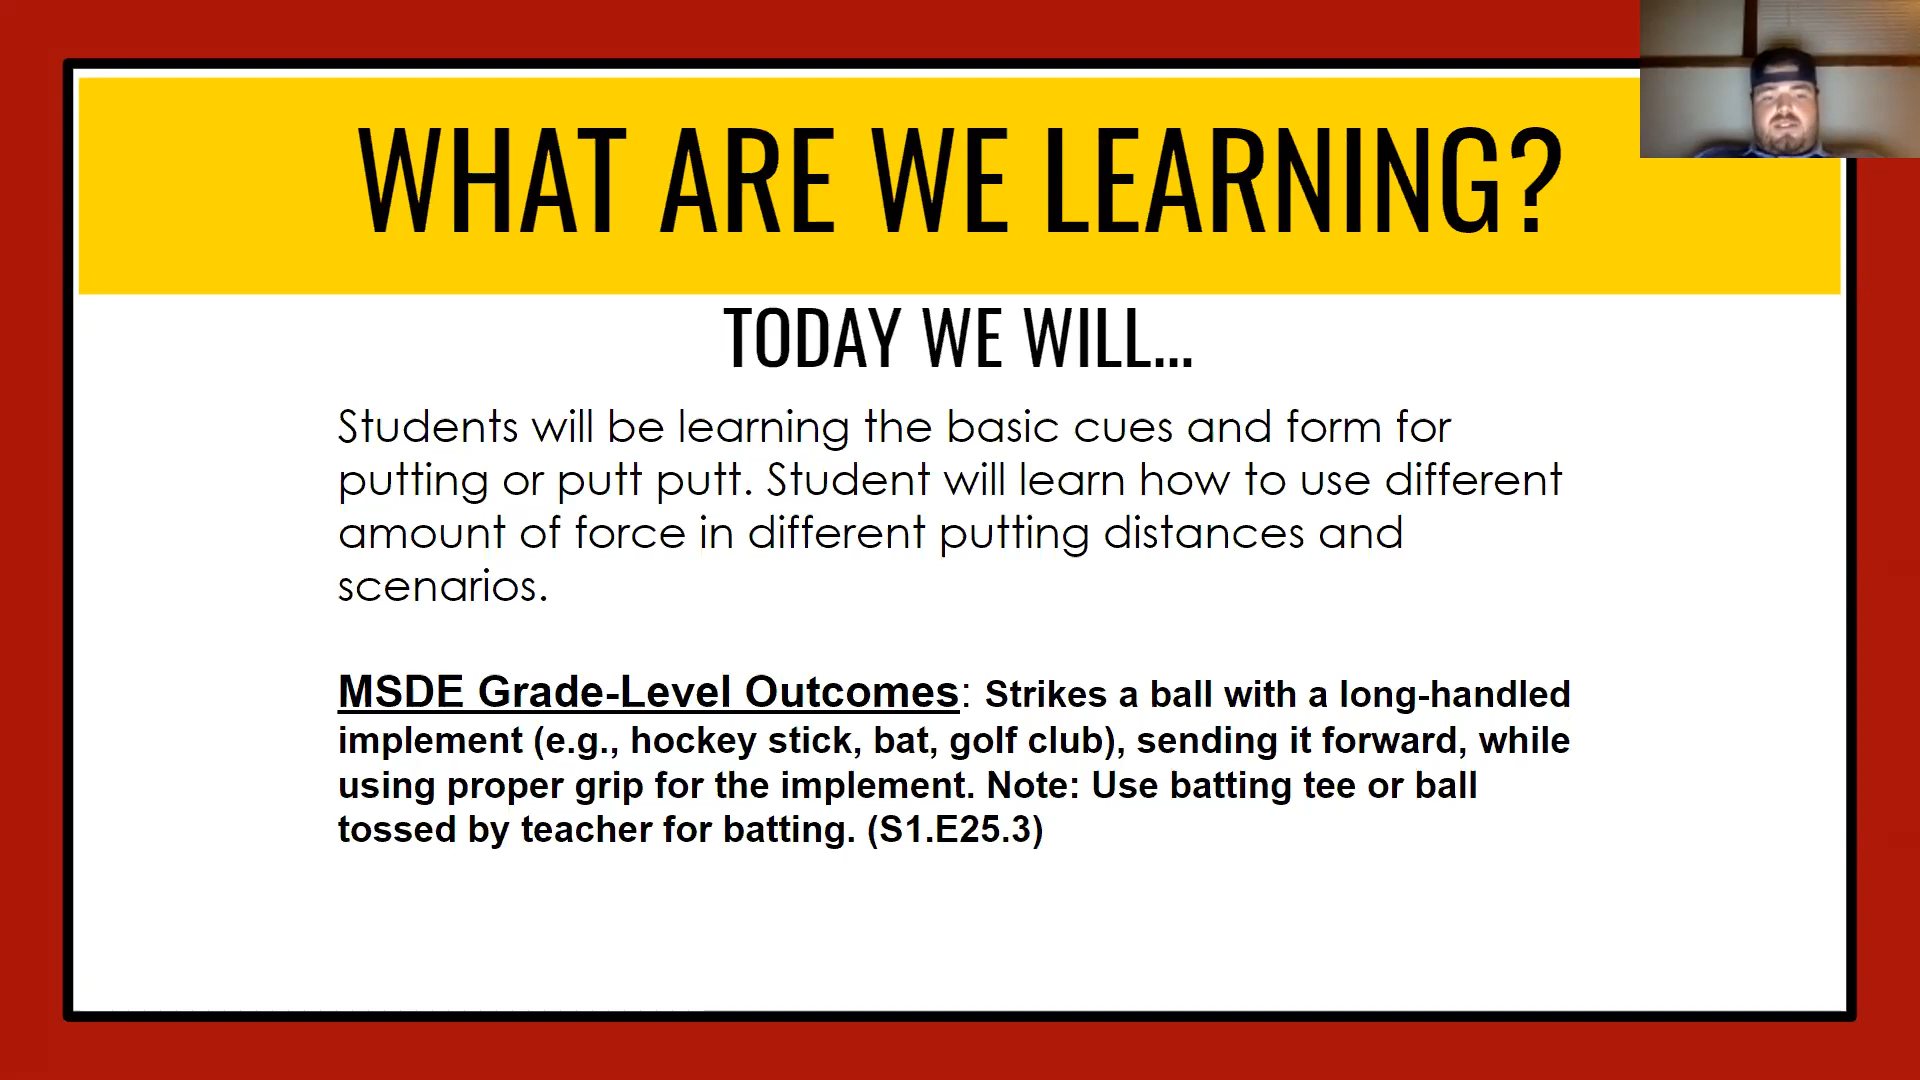 WHAT ARE WE LEARNING?
TODAY WE WILL...
Students will be learning the basic cues and form for
putting or putt putt. Student will learn how to use different
amount of force in different putting distances and
scenarios.
MSDE Grade-Level Outcomes: Strikes a ball with a long-handled
implement (e.g., hockey stick, bat, golf club), sending it forward, while
using proper grip for the implement. Note: Use batting tee or ball
tossed by teacher for batting. (S1.E25.3)